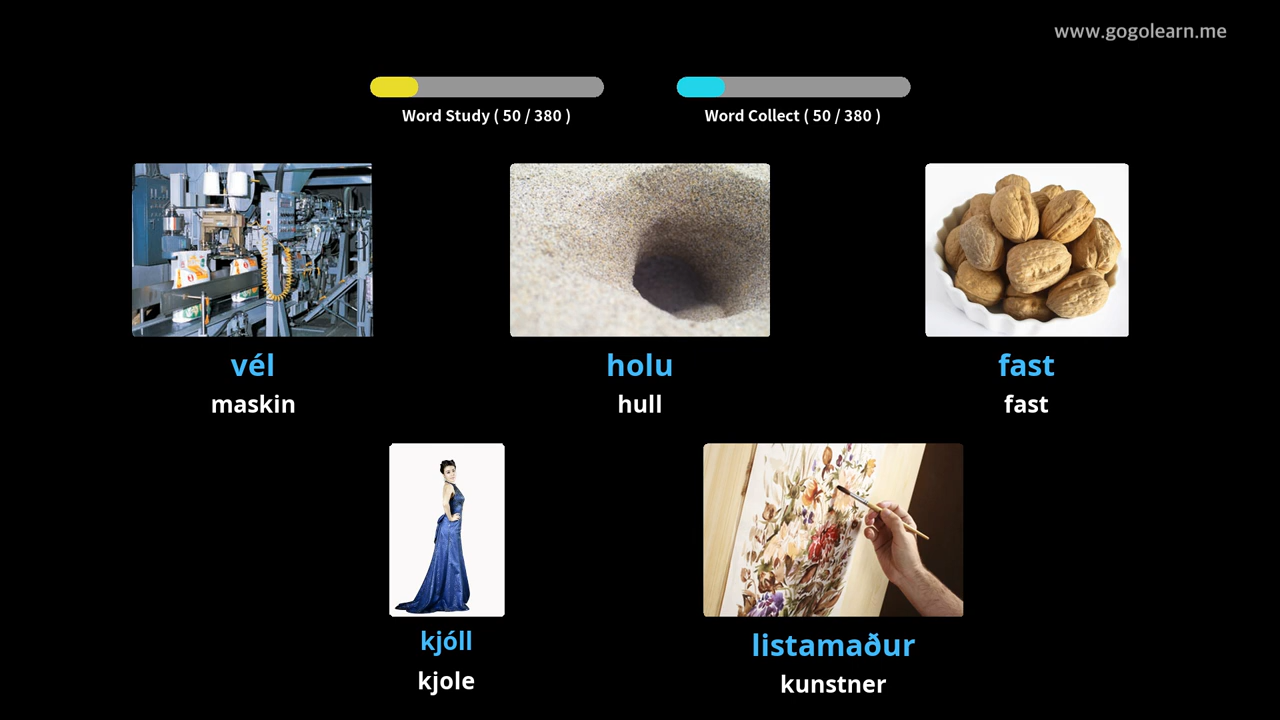 www.gogolearn.me
Word Study ( 50 / 380 )
Word Collect ( 50 / 380 )
vél
maskin
holu
hull
fast
fast
kjóll
kjole
listamaður
kunstner